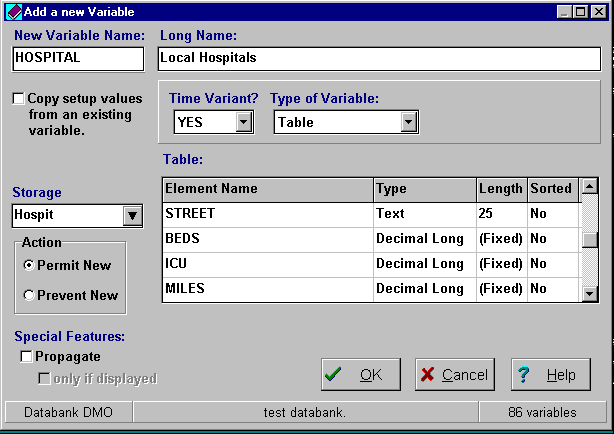 Add a new Variable
New Variable Name: Long Name:
HOSPITAL Local Hospitals
Copy setup values
from an existing
variable.
Time Variant? Type of Variable:
YES Table
Table:
Element Name Type Length Sorted
STREET Text 25 No
BEDS Decimal Long (Fixed) No
ICU Decimal Long (Fixed) No
MILES Decimal Long (Fixed) No
Storage
Hospit
Action
Permit New
Prevent New
Special Features:
Propagate
only if displayed
OK Cancel Help
Databank DMO test databank. 86 variables